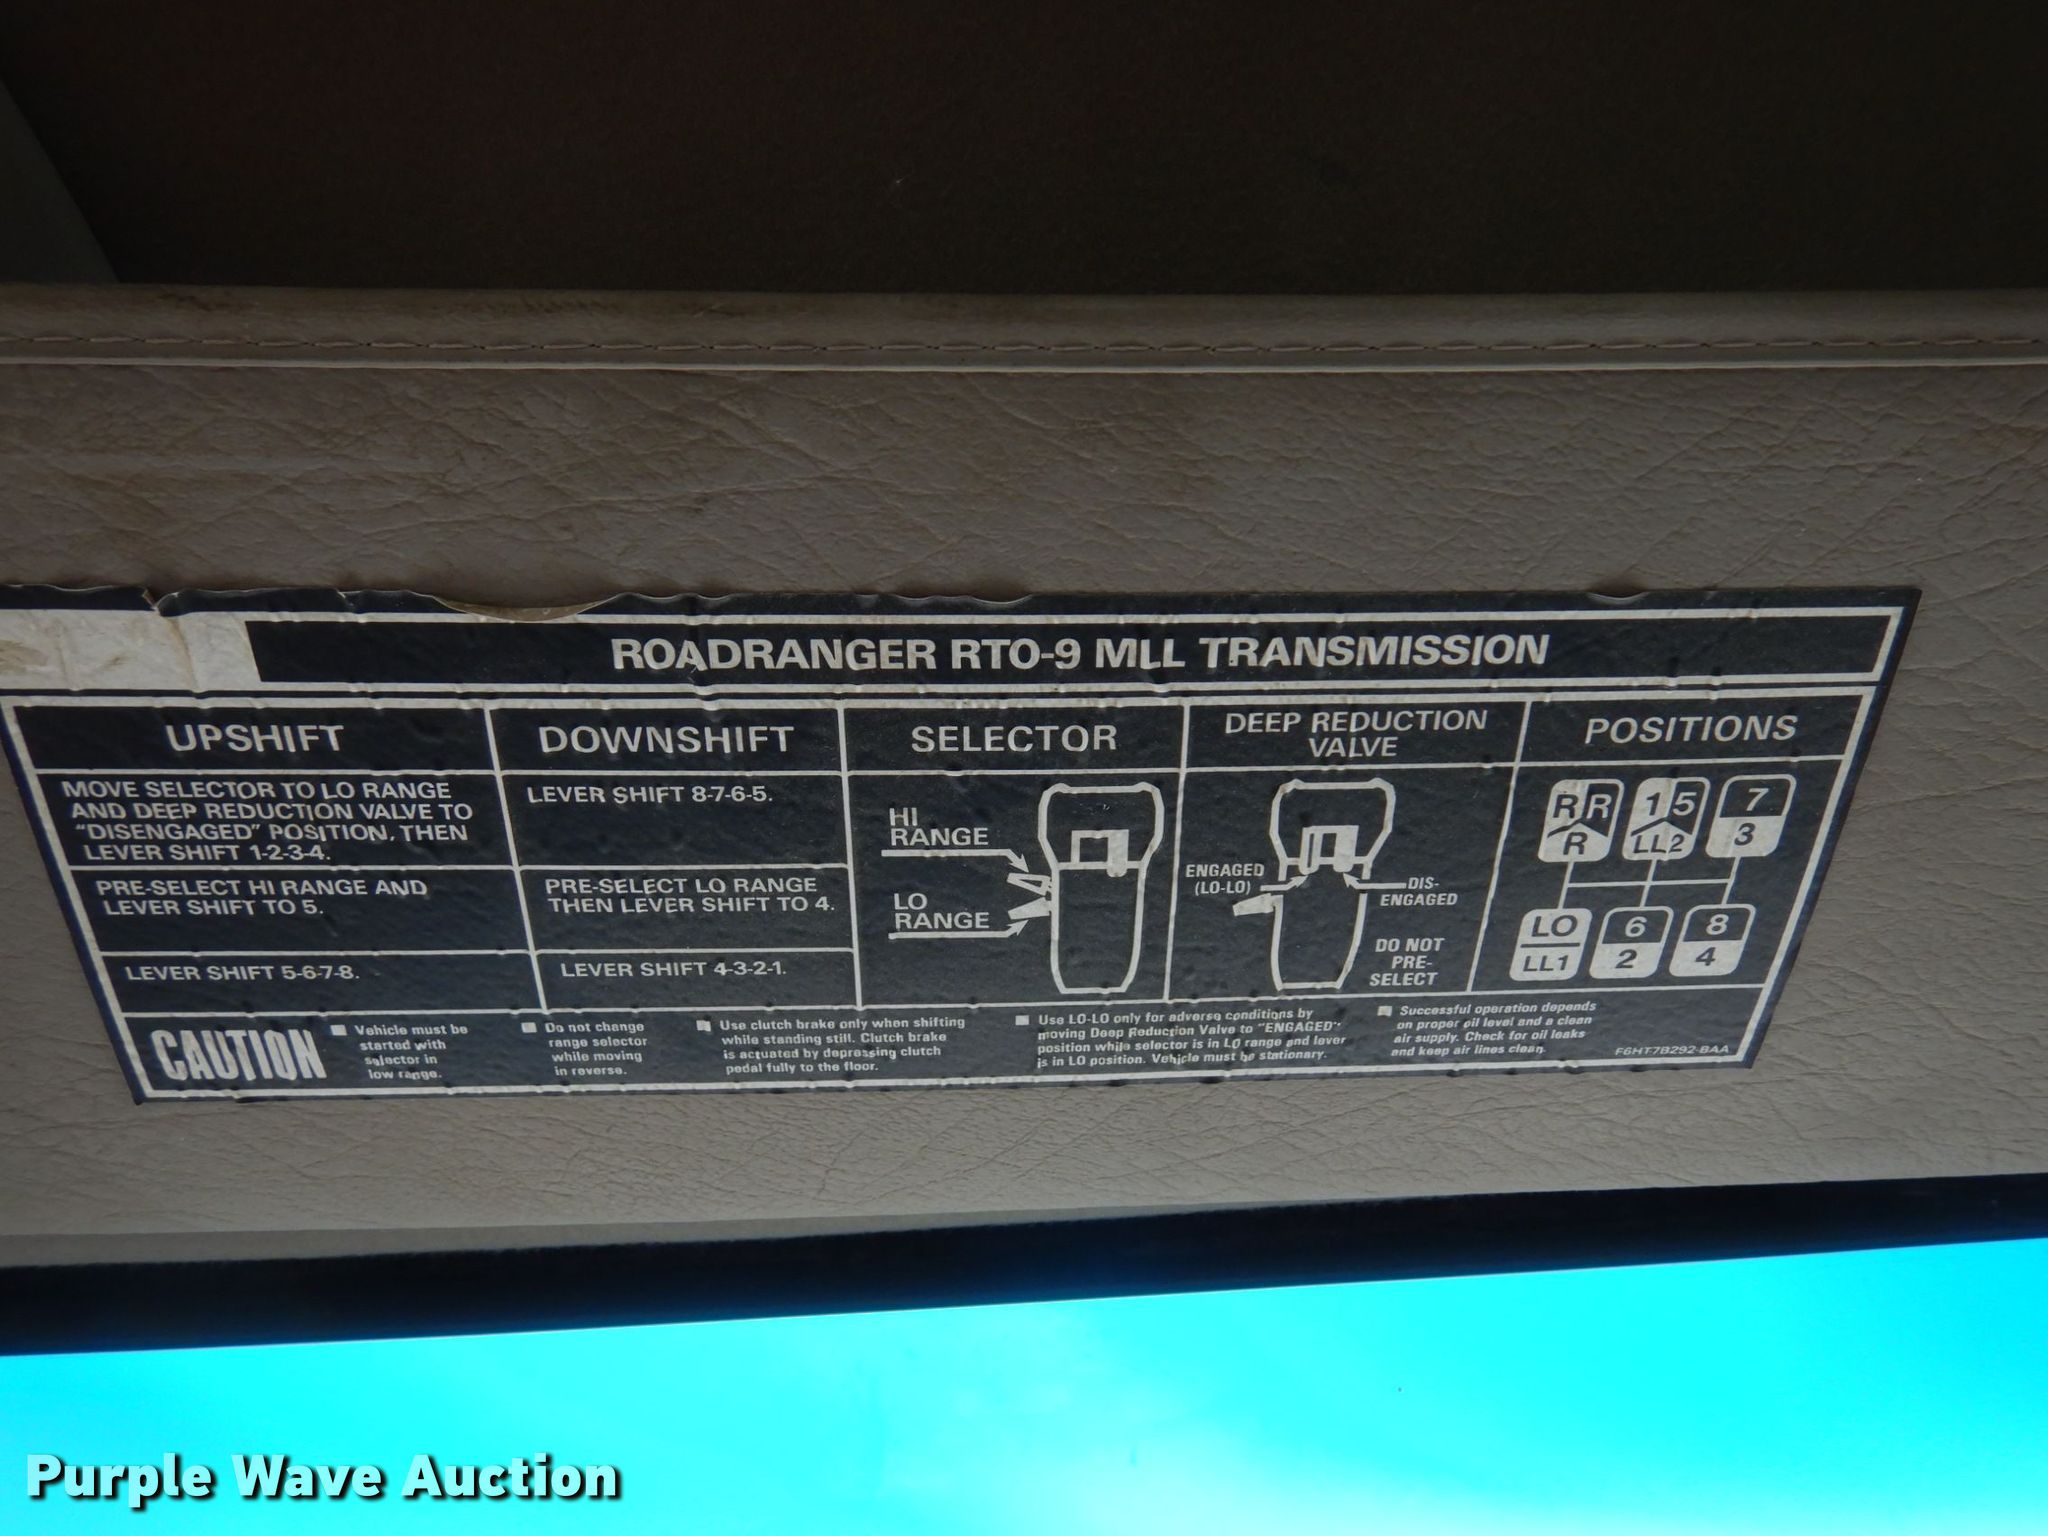 ROADRANGER RTO-9 MLL TRANSMISSION
UPSHIFT
MOVE SELECTOR TO LO RANGE
AND DEEP REDUCTION VALVE TO
"DISENGAGED" POSITION, THEN
LEVER SHIFT 1-2-3-4.
PRE-SELECT HI RANGE AND
LEVER SHIFT TO 5.
LEVER SHIFT 5-6-7-8.
DOWNSHIFT
LEVER SHIFT 8-7-6-5.
PRE-SELECT LO RANGE
THEN LEVER SHIFT TO 4.
LEVER SHIFT 4-3-2-1.
SELECTOR
HI
RANGE
LO
RANGE
DEEP REDUCTION
VALVE
ENGAGED
(LO-LO)
DIS-
ENGAGED
DO NOT
PRE-
SELECT
POSITIONS
R R 1 5 7
R LL2 3
LO 6 8
LL1 2 4
CAUTION
Vehicle must be
started with
selector in
low range.
Do not change
range selector
while moving
in reverse.
Use clutch brake only when shifting
while standing still. Clutch brake
is actuated by depressing clutch
pedal fully to the floor.
Use LO-LO only for adverse conditions by
moving Deep Reduction Valve to "ENGAGED"
position while selector is in LO range and lever
is in LO position. Vehicle must be stationary.
Successful operation depends
on proper oil level and a clean
air supply. Check for oil leaks
and keep air lines clean.
F6HT7B292-BAA
Purple Wave Auction